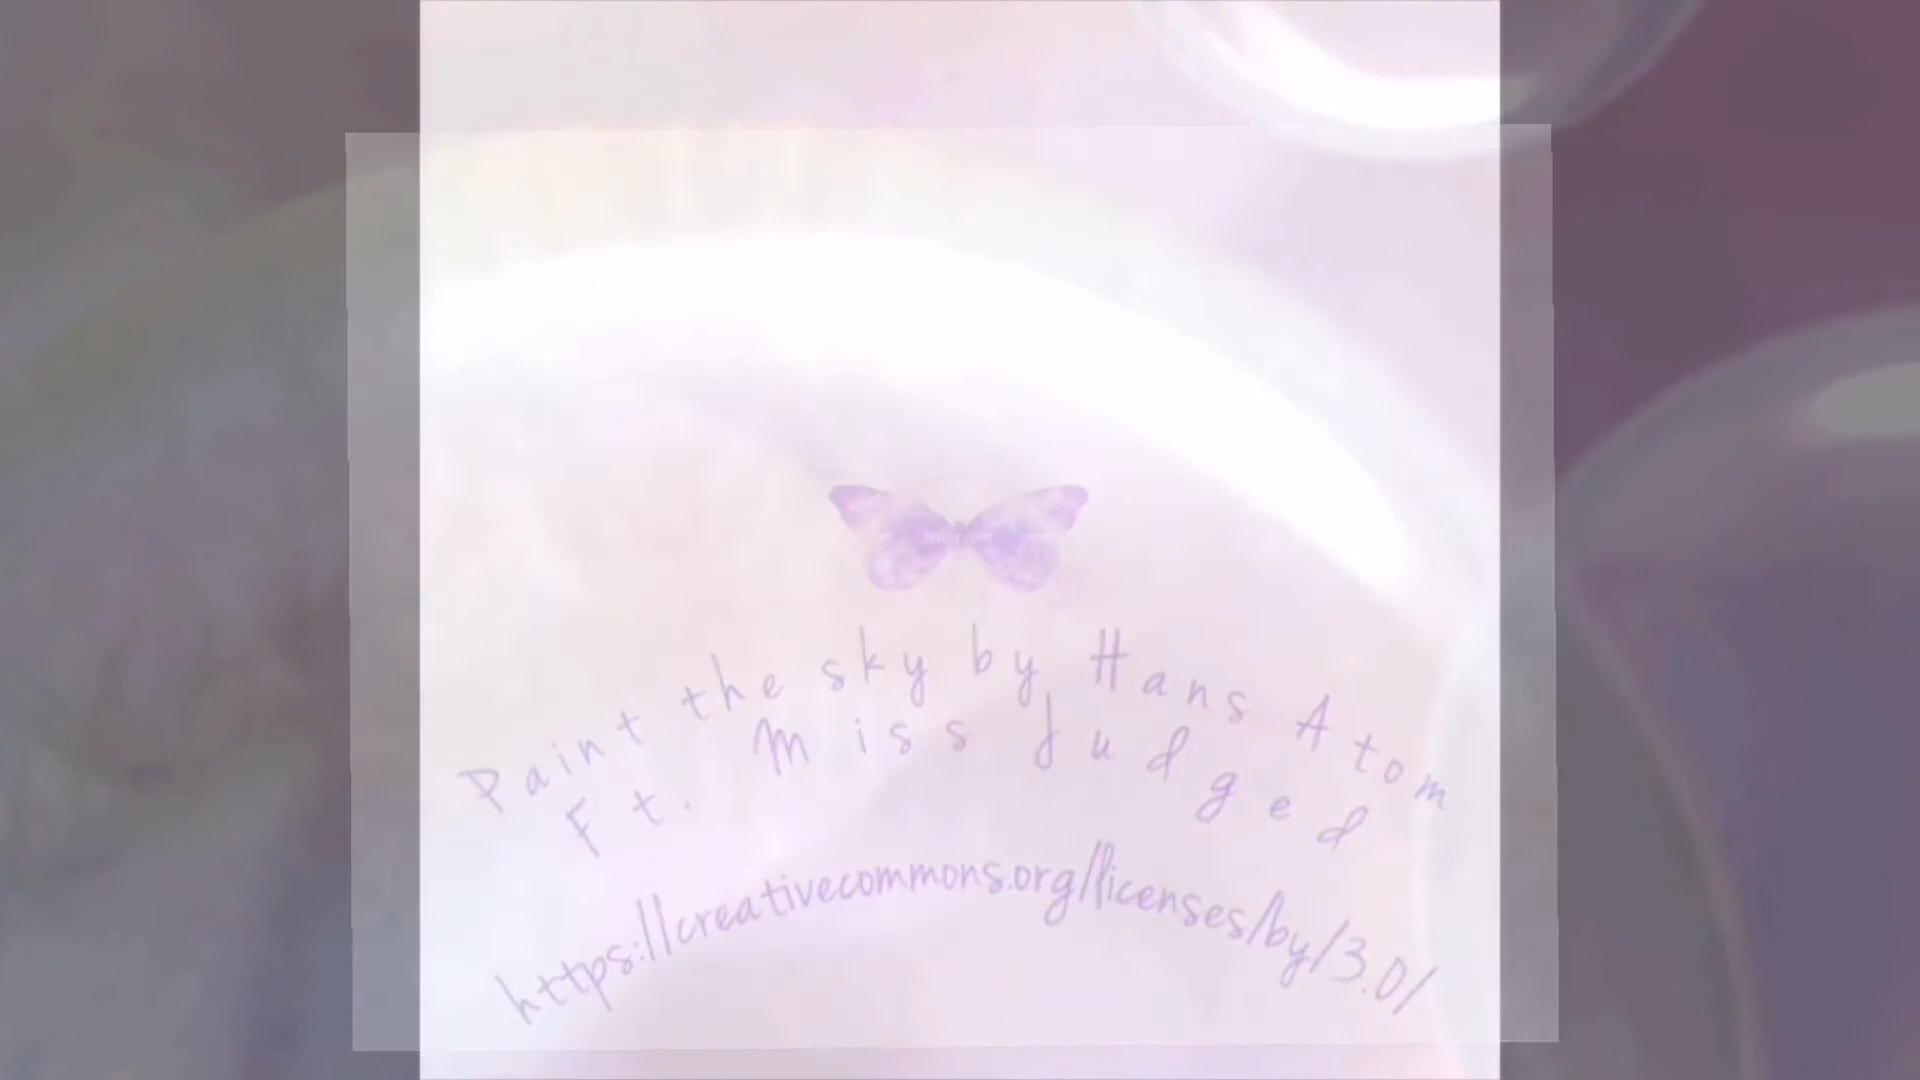 Paint the sky by Hans Atom
Ft. Miss Judged
https://creativecommons.org/licenses/by/3.0/